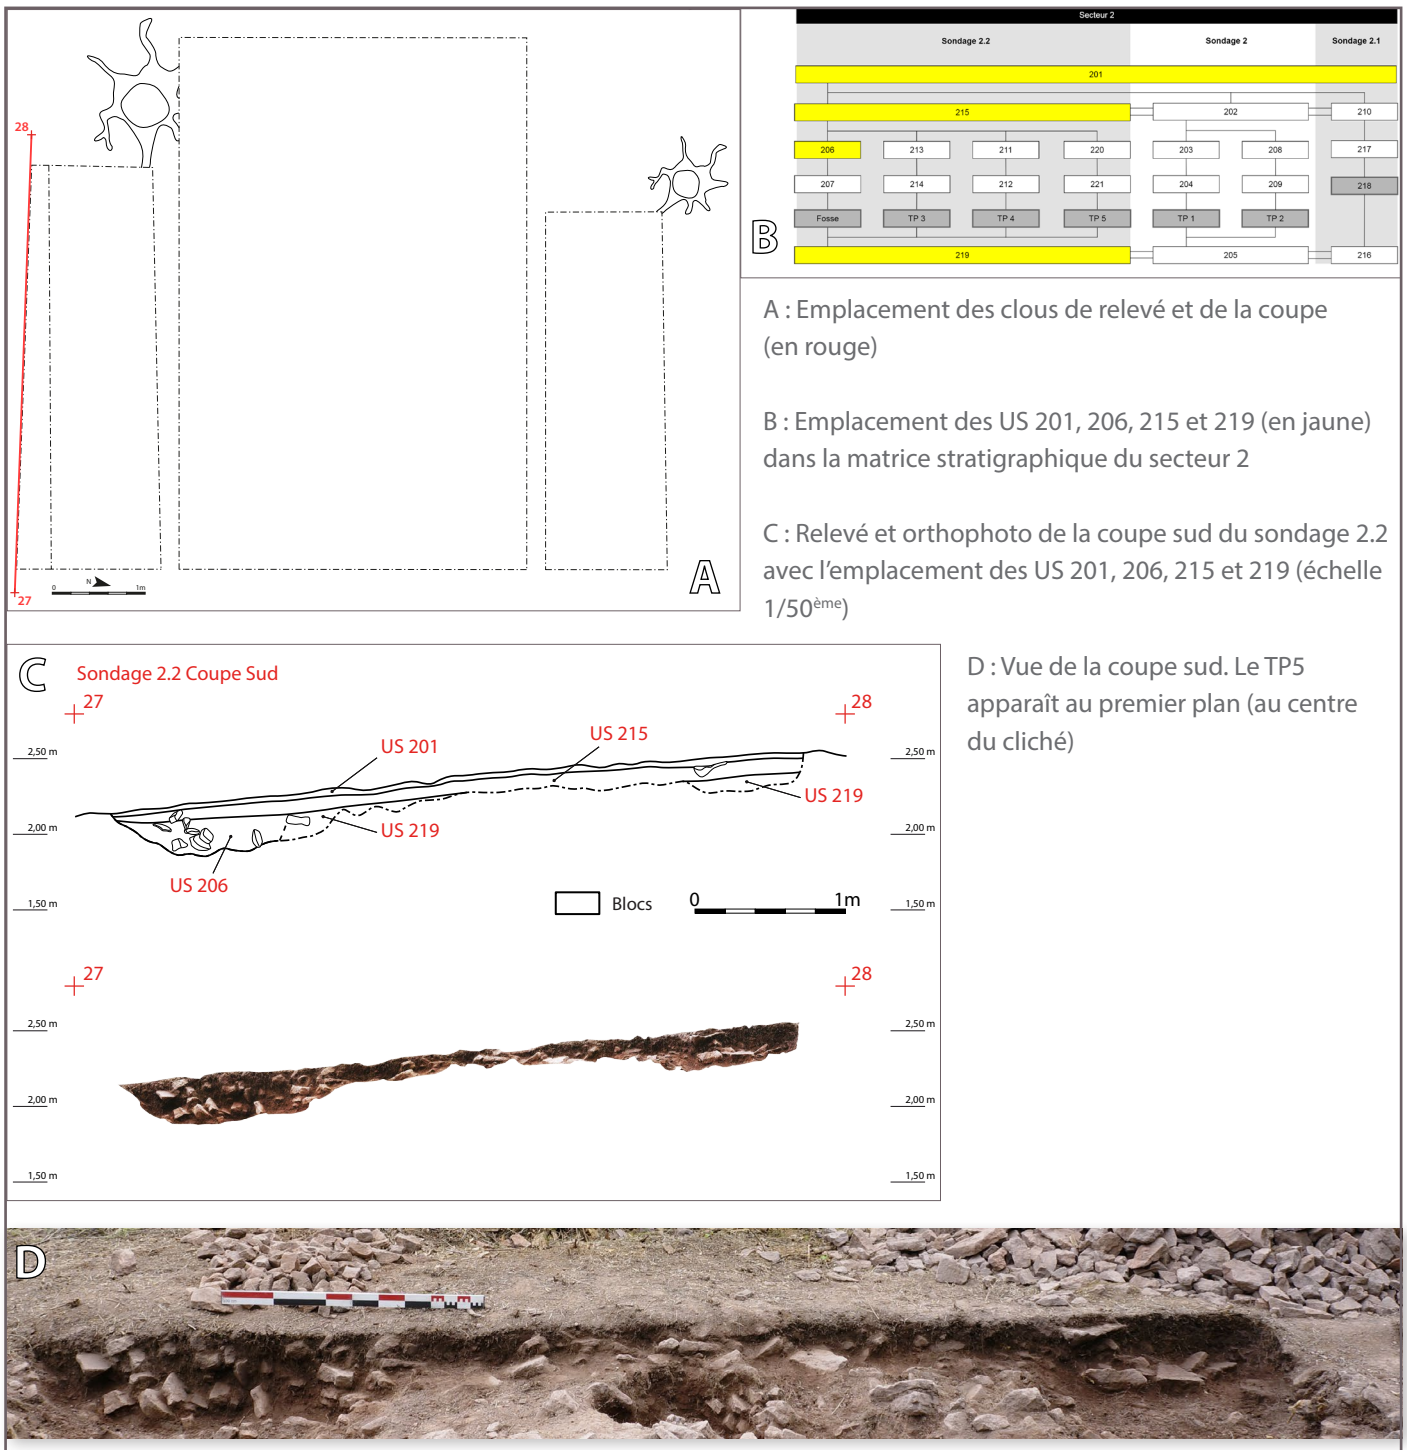 28
27
N
0 1m
A
Secteur 2
Sondage 2.2 Sondage 2 Sondage 2.1
201
215 202 210
206 213 211 220 203 208 217
207 214 212 221 204 209 218
Fosse TP 3 TP 4 TP 5 TP 1 TP 2
219 205 216
B
A : Emplacement des clous de relevé et de la coupe
(en rouge)
B : Emplacement des US 201, 206, 215 et 219 (en jaune)
dans la matrice stratigraphique du secteur 2
C : Relevé et orthophoto de la coupe sud du sondage 2.2
avec l'emplacement des US 201, 206, 215 et 219 (échelle
1/50ème)
C
Sondage 2.2 Coupe Sud
27 28
US 215
US 201
2,50 m 2,50 m
US 219
2,00 m US 219 2,00 m
US 206
Blocs 0 1m
1,50 m 1,50 m
27 28
2,50 m 2,50 m
2,00 m 2,00 m
1,50 m 1,50 m
D : Vue de la coupe sud. Le TP5
apparaît au premier plan (au centre
du cliché)
D